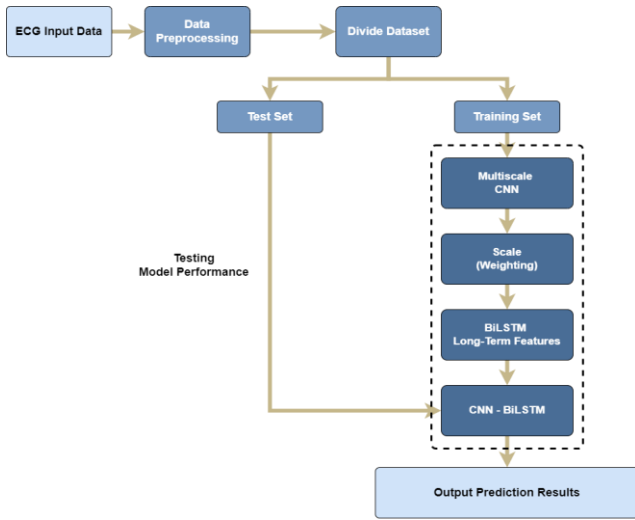 ECG Input Data
Data
Preprocessing
Divide Dataset
Test Set
Training Set
Multiscale
CNN
Scale
(Weighting)
Testing
Model Performance
BiLSTM
Long-Term Features
CNN - BiLSTM
Output Prediction Results